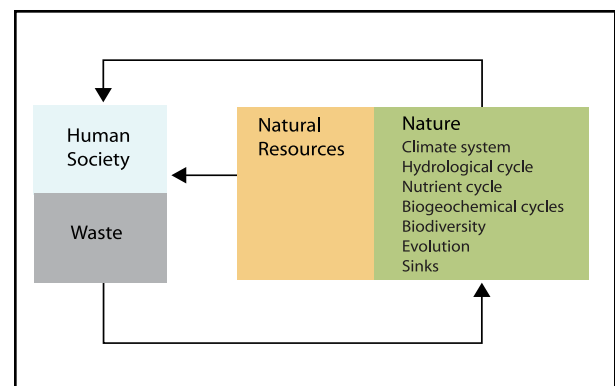 Human
Society
Waste
Natural
Resources
Nature
Climate system
Hydrological cycle
Nutrient cycle
Biogeochemical cycles
Biodiversity
Evolution
Sinks